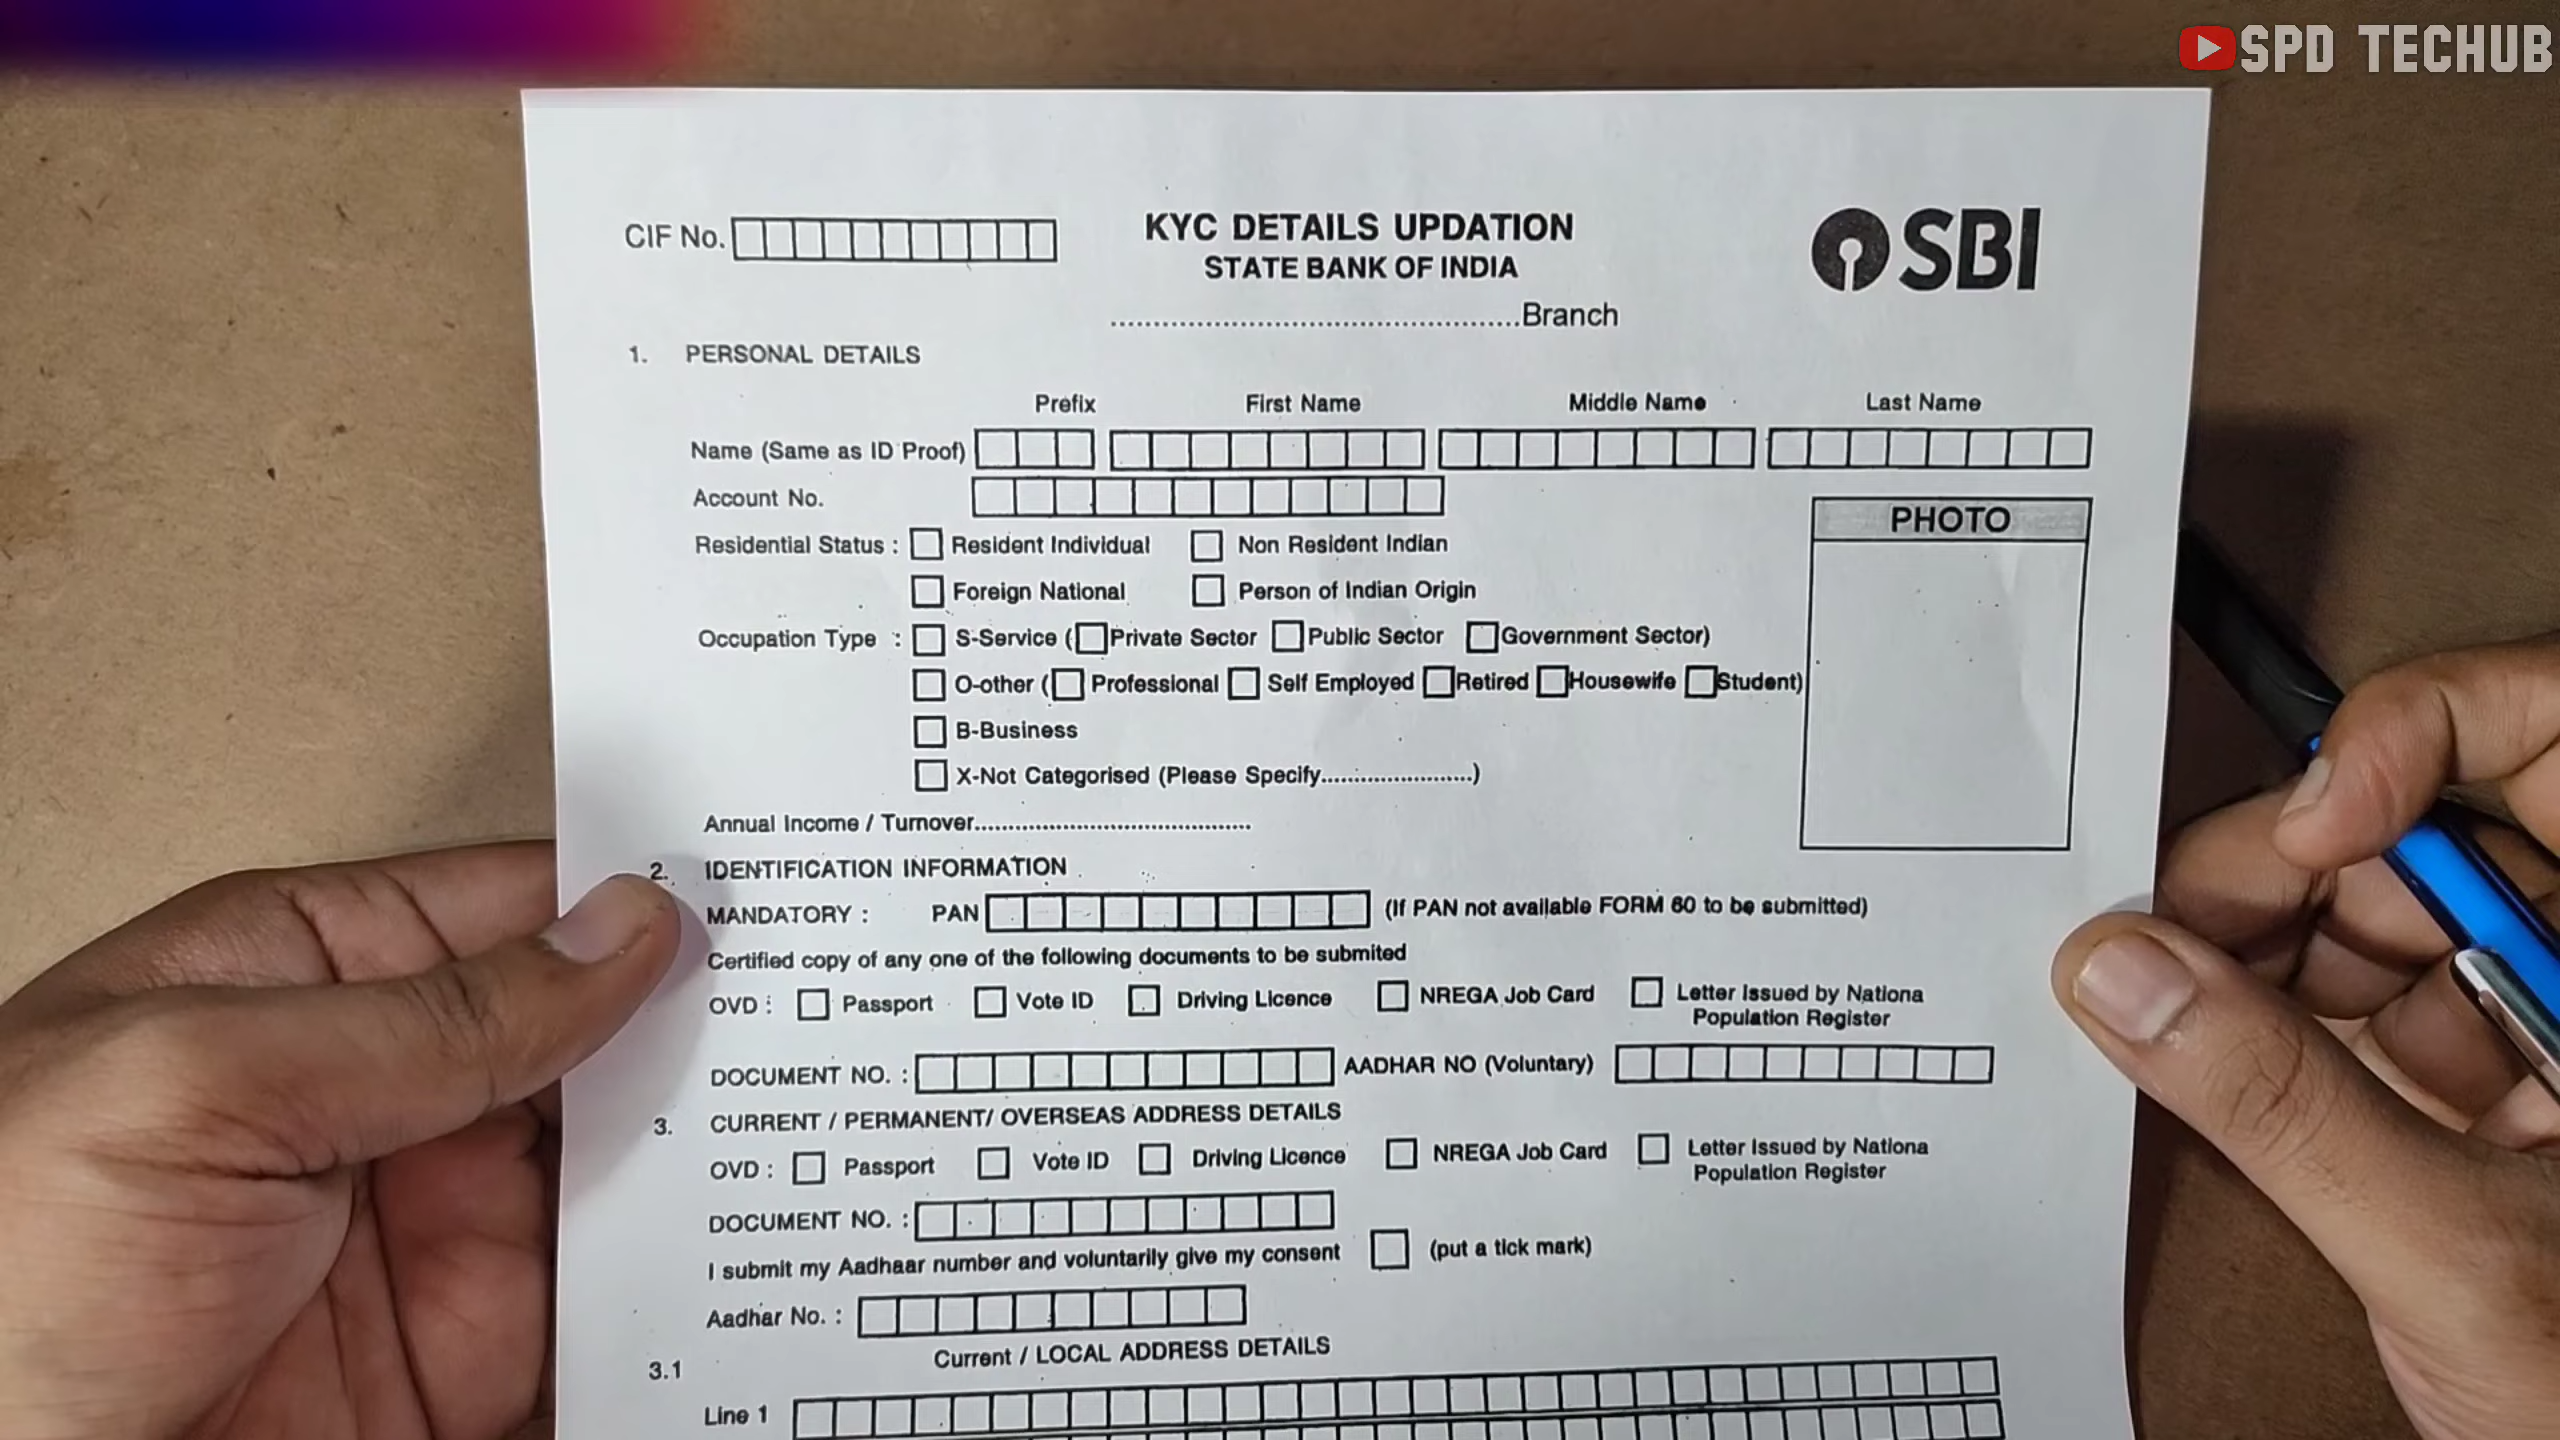 SPD TECHUB
CIF No.
KYC DETAILS UPDATION
STATE BANK OF INDIA
SBI
................................................Branch
1. PERSONAL DETAILS
Prefix First Name Middle Name Last Name
Name (Same as ID Proof)
Account No.
PHOTO
Residential Status : Resident Individual Non Resident Indian
Foreign National Person of Indian Origin
Occupation Type : S-Service ( Private Sector Public Sector Government Sector)
O-other ( Professional Self Employed Retired Housewife Student)
B-Business
X-Not Categorised (Please Specify.......................)
Annual Income / Turnover.........................................
2. IDENTIFICATION INFORMATION
MANDATORY : PAN (If PAN not available FORM 60 to be submitted)
Certified copy of any one of the following documents to be submited
OVD : Passport Vote ID Driving Licence NREGA Job Card Letter Issued by Nationa
Population Register
DOCUMENT NO. : AADHAR NO (Voluntary)
3. CURRENT / PERMANENT/ OVERSEAS ADDRESS DETAILS
OVD : Passport Vote ID Driving Licence NREGA Job Card Letter Issued by Nationa
Population Register
DOCUMENT NO. :
I submit my Aadhaar number and voluntarily give my consent (put a tick mark)
Aadhar No. :
3.1 Current / LOCAL ADDRESS DETAILS
Line 1